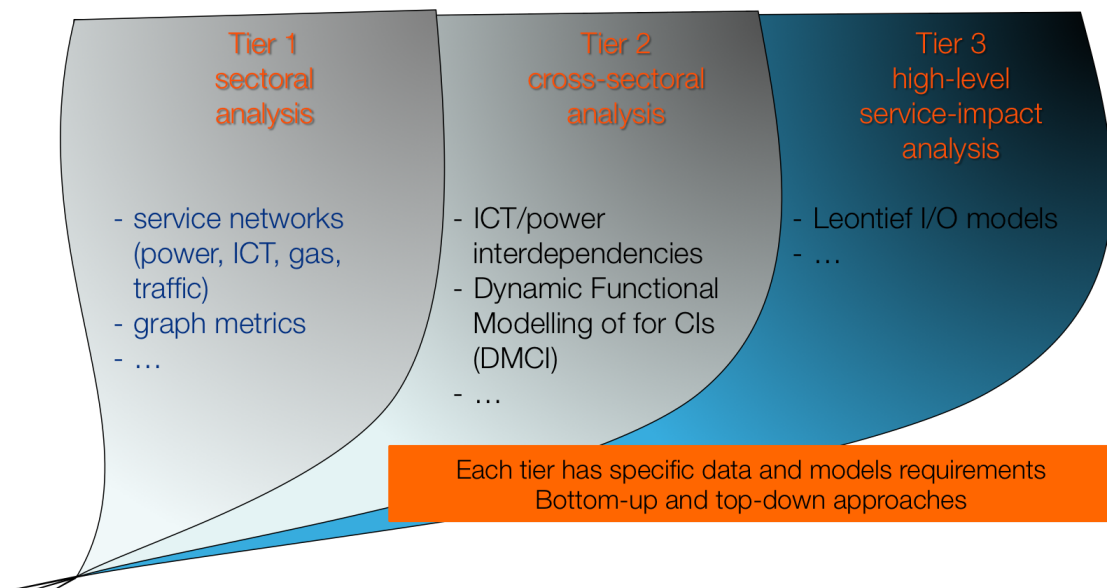 Tier 1
sectoral
analysis
- service networks
(power, ICT, gas,
traffic)
- graph metrics
- …
Tier 2
cross-sectoral
analysis
- ICT/power
interdependencies
- Dynamic Functional
Modelling of for CIs
(DMCI)
- …
Tier 3
high-level
service-impact
analysis
- Leontief I/O models
- …
Each tier has specific data and models requirements
Bottom-up and top-down approaches